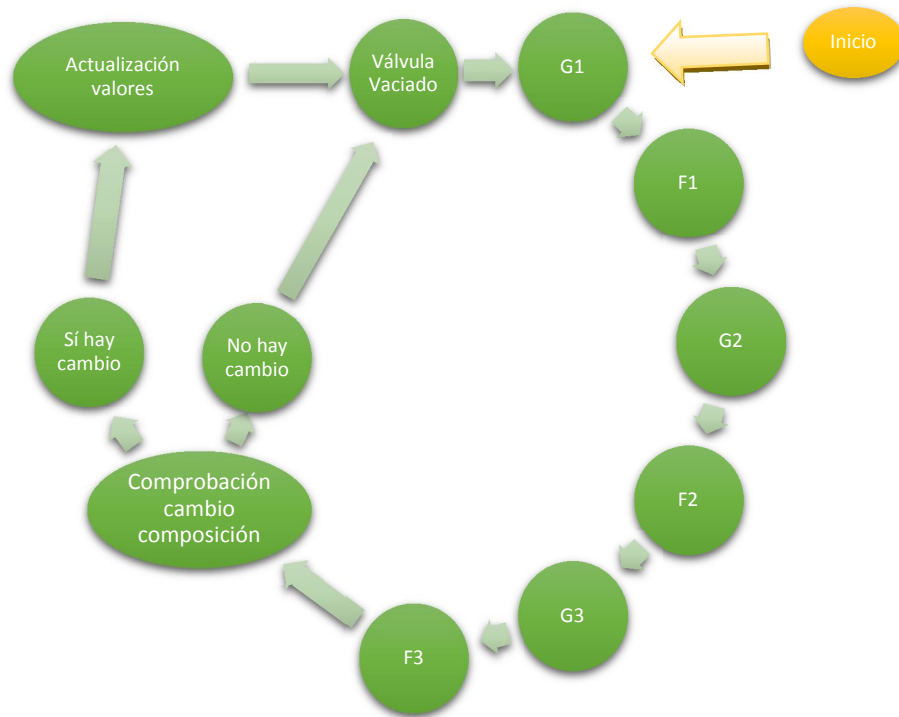 Actualización
valores
Válvula
Vaciado
G1
Inicio
F1
G2
F2
G3
F3
Comprobación
cambio
composición
Sí hay
cambio
No hay
cambio